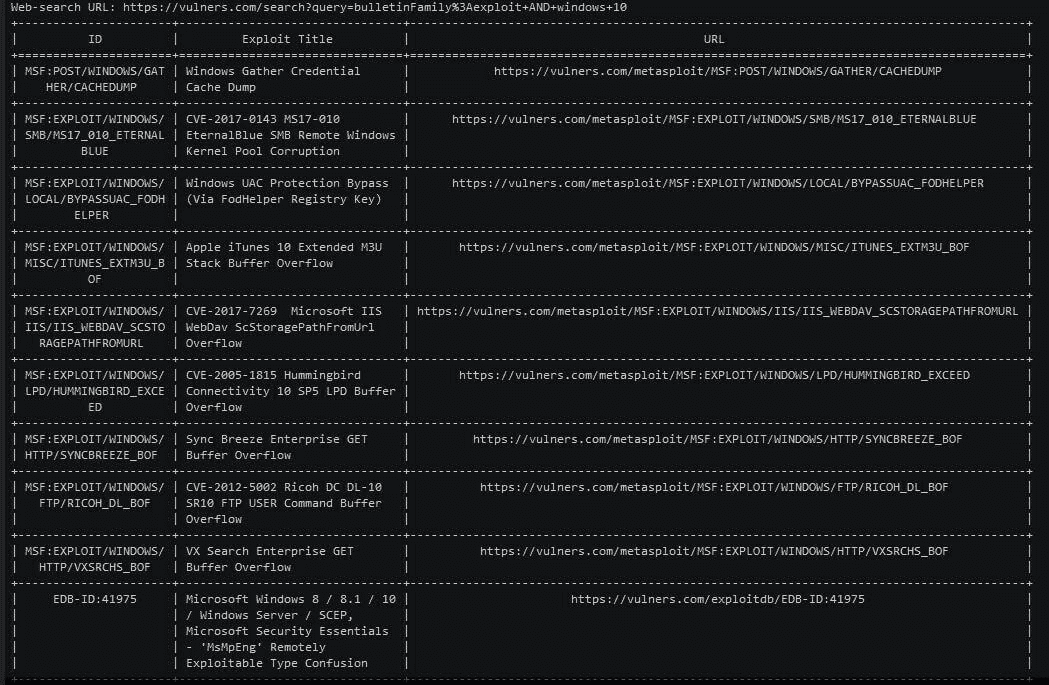 Web-search URL: https://vulners.com/search?query=bulletinFamily%3Aexploit+AND+windows+10
ID | Exploit Title | URL
MSF:POST/WINDOWS/GAT | Windows Gather Credential | https://vulners.com/metasploit/MSF:POST/WINDOWS/GATHER/CACHEDUMP
HER/CACHEDUMP | Cache Dump
MSF:EXPLOIT/WINDOWS/ | CVE-2017-0143 MS17-010 | https://vulners.com/metasploit/MSF:EXPLOIT/WINDOWS/SMB/MS17_010_ETERNALBLUE
SMB/MS17_010_ETERNAL | EternalBlue SMB Remote Windows
BLUE | Kernel Pool Corruption
MSF:EXPLOIT/WINDOWS/ | Windows UAC Protection Bypass | https://vulners.com/metasploit/MSF:EXPLOIT/WINDOWS/LOCAL/BYPASSUAC_FODHELPER
LOCAL/BYPASSUAC_FODH | (Via FodHelper Registry Key)
ELPER
MSF:EXPLOIT/WINDOWS/ | Apple iTunes 10 Extended M3U | https://vulners.com/metasploit/MSF:EXPLOIT/WINDOWS/MISC/ITUNES_EXTM3U_BOF
MISC/ITUNES_EXTM3U_B | Stack Buffer Overflow
OF
MSF:EXPLOIT/WINDOWS/ | CVE-2017-7269  Microsoft IIS | https://vulners.com/metasploit/MSF:EXPLOIT/WINDOWS/IIS/IIS_WEBDAV_SCSTORAGEPATHFROMURL
IIS/IIS_WEBDAV_SCSTO | WebDav ScStoragePathFromUrl
RAGEPATHFROMURL | Overflow
MSF:EXPLOIT/WINDOWS/ | CVE-2005-1815 Hummingbird | https://vulners.com/metasploit/MSF:EXPLOIT/WINDOWS/LPD/HUMMINGBIRD_EXCEED
LPD/HUMMINGBIRD_EXCE | Connectivity 10 SP5 LPD Buffer
ED | Overflow
MSF:EXPLOIT/WINDOWS/ | Sync Breeze Enterprise GET | https://vulners.com/metasploit/MSF:EXPLOIT/WINDOWS/HTTP/SYNCBREEZE_BOF
HTTP/SYNCBREEZE_BOF | Buffer Overflow
MSF:EXPLOIT/WINDOWS/ | CVE-2012-5002 Ricoh DC DL-10 | https://vulners.com/metasploit/MSF:EXPLOIT/WINDOWS/FTP/RICOH_DL_BOF
FTP/RICOH_DL_BOF | SR10 FTP USER Command Buffer
Overflow
MSF:EXPLOIT/WINDOWS/ | VX Search Enterprise GET | https://vulners.com/metasploit/MSF:EXPLOIT/WINDOWS/HTTP/VXSRCHS_BOF
HTTP/VXSRCHS_BOF | Buffer Overflow
EDB-ID:41975 | Microsoft Windows 8 / 8.1 / 10 | https://vulners.com/exploitdb/EDB-ID:41975
/ Windows Server / SCEP,
Microsoft Security Essentials
- 'MsMpEng' Remotely
Exploitable Type Confusion